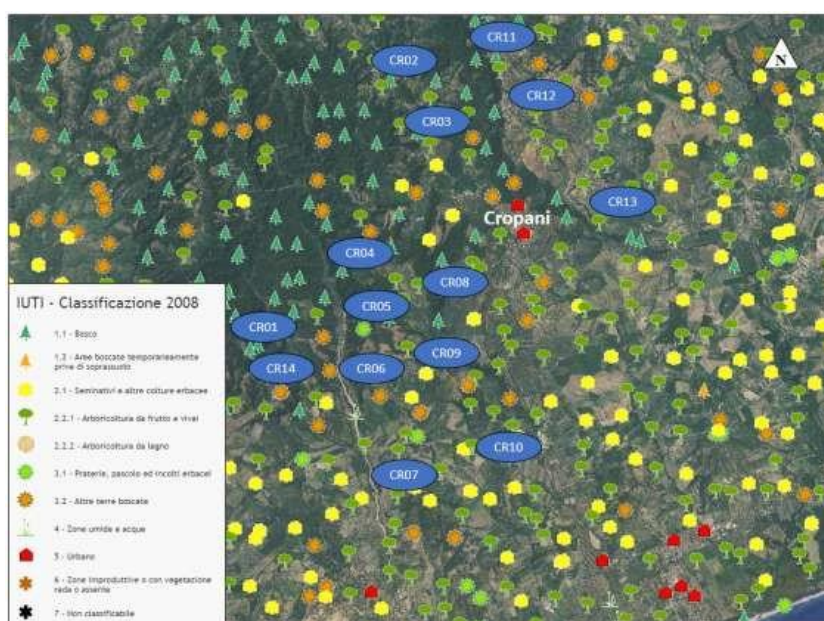 CR11
CR02
N
CR12
CR03
CR13
Cropani
CR04
CR08
CR05
CR01
CR09
CR14
CR06
CR10
CR07
IUTI - Classificazione 2008
1.1 - Bosco
1.2 - Aree boscate temporaneamente
prive di soprassuolo
2.1 - Seminativi e altre colture erbacee
2.2.1 - Arboricoltura da frutto e vivai
2.2.2 - Arboricoltura da legno
3.1 - Praterie, pascolo ed incolti erbacei
3.2 - Altre terre boscate
4 - Zone umide e acque
5 - Urbano
6 - Zone improduttive o con vegetazione
rada o assente
7 - Non classificabile